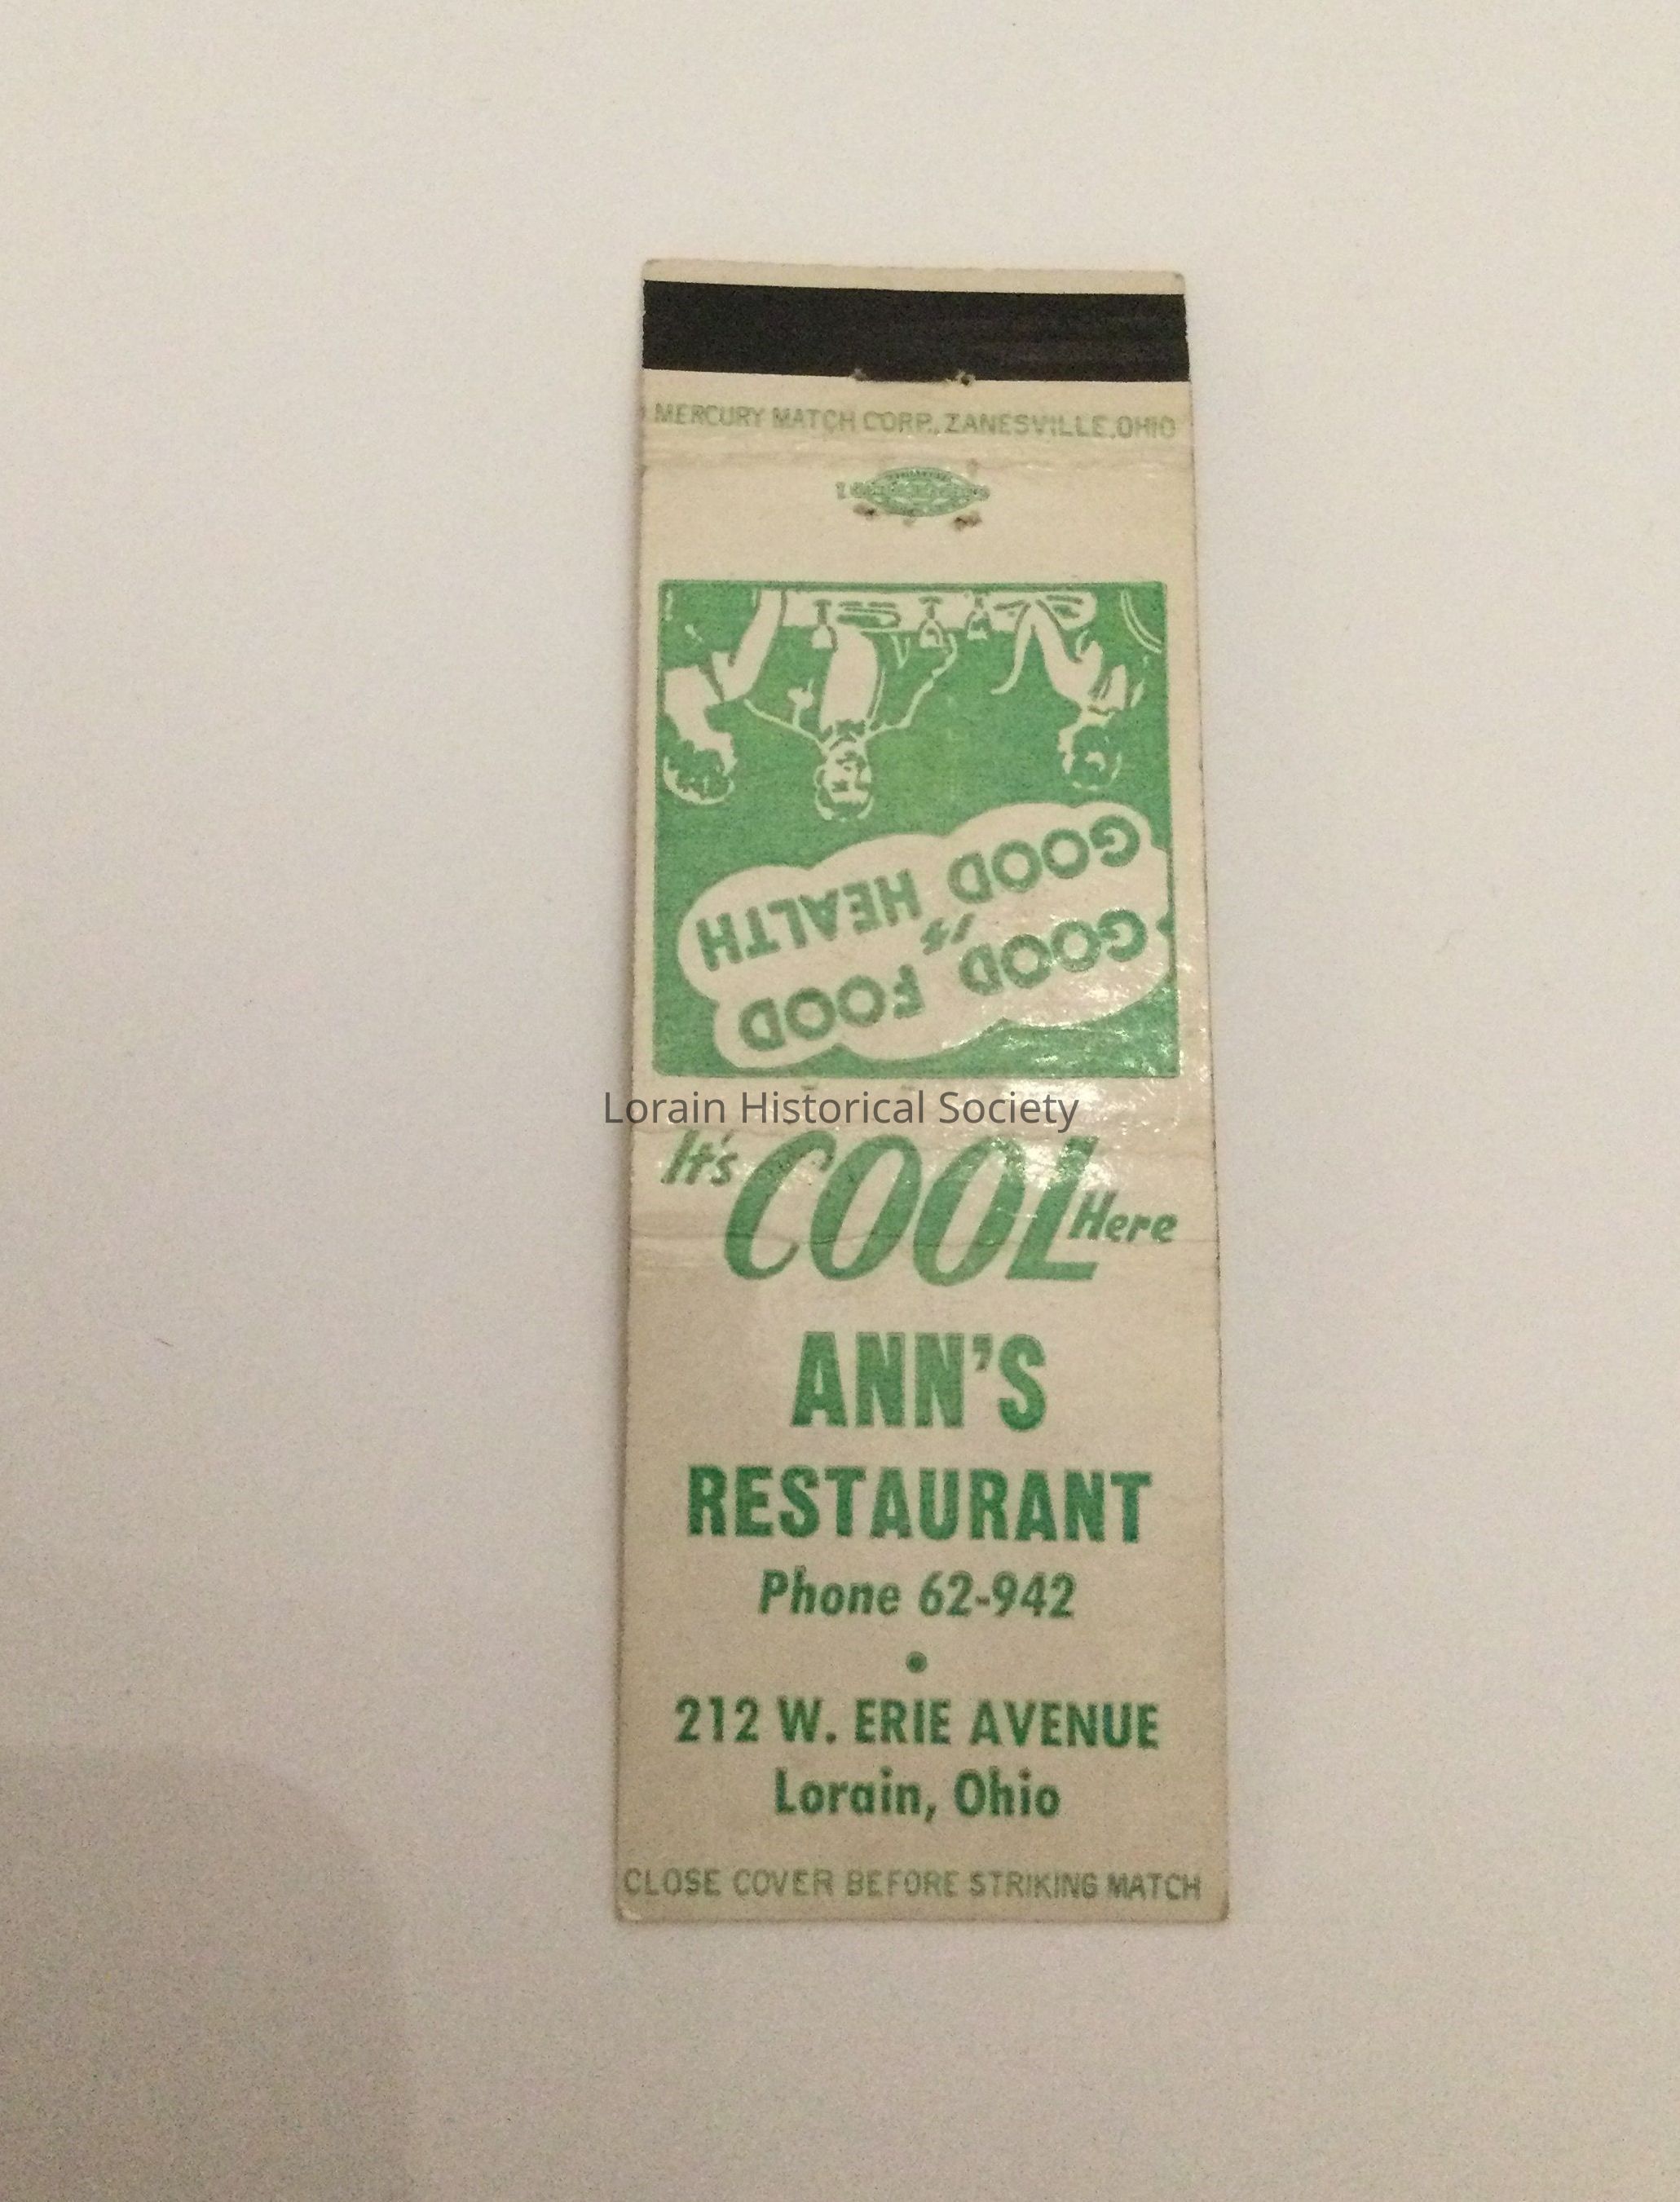 MERCURY MATCH CORP., ZANESVILLE, OHIO
GOOD FOOD
IS
GOOD HEALTH
Lorain Historical Society
It's COOL Here
ANN'S
RESTAURANT
Phone 62-942
•
212 W. ERIE AVENUE
Lorain, Ohio
CLOSE COVER BEFORE STRIKING MATCH